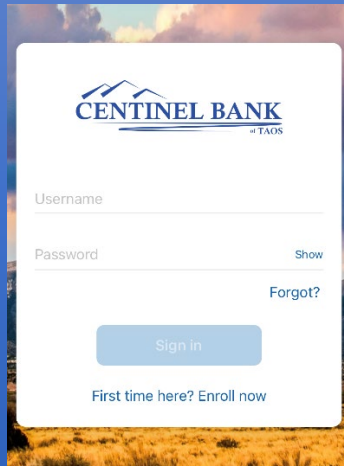 CENTINEL BANK
of TAOS
Username
Password Show
Forgot?
Sign in
First time here? Enroll now